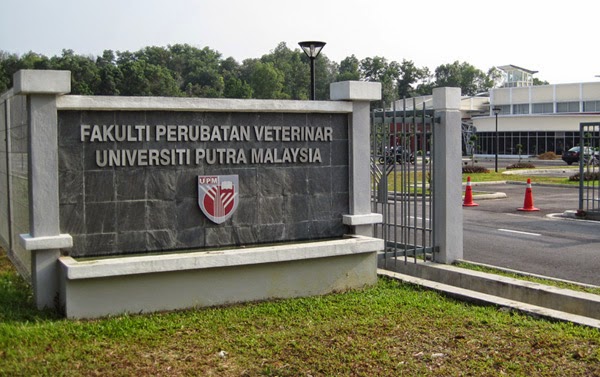 FAKULTI PERUBATAN VETERINAR
UNIVERSITI PUTRA MALAYSIA
UPM